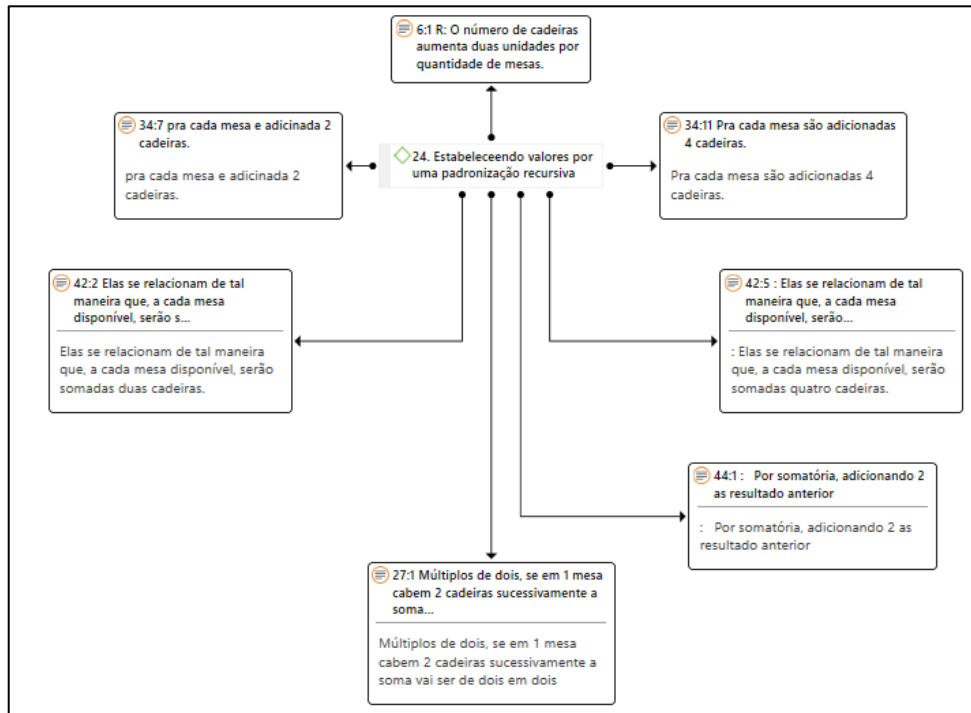 6:1 R: O número de cadeiras
aumenta duas unidades por
quantidade de mesas.
34:7 pra cada mesa e adicinada 2
cadeiras.
pra cada mesa e adicinada 2
cadeiras.
24. Estabeleceendo valores por
uma padronização recursiva
34:11 Pra cada mesa são adicionadas
4 cadeiras.
Pra cada mesa são adicionadas 4
cadeiras.
42:2 Elas se relacionam de tal
maneira que, a cada mesa
disponível, serão s...
Elas se relacionam de tal maneira
que, a cada mesa disponível, serão
somadas duas cadeiras.
42:5 : Elas se relacionam de tal
maneira que, a cada mesa
disponível, serão...
: Elas se relacionam de tal maneira
que, a cada mesa disponível, serão
somadas quatro cadeiras.
44:1 : Por somatória, adicionando 2
as resultado anterior
: Por somatória, adicionando 2 as
resultado anterior
27:1 Múltiplos de dois, se em 1 mesa
cabem 2 cadeiras sucessivamente a
soma...
Múltiplos de dois, se em 1 mesa
cabem 2 cadeiras sucessivamente a
soma vai ser de dois em dois